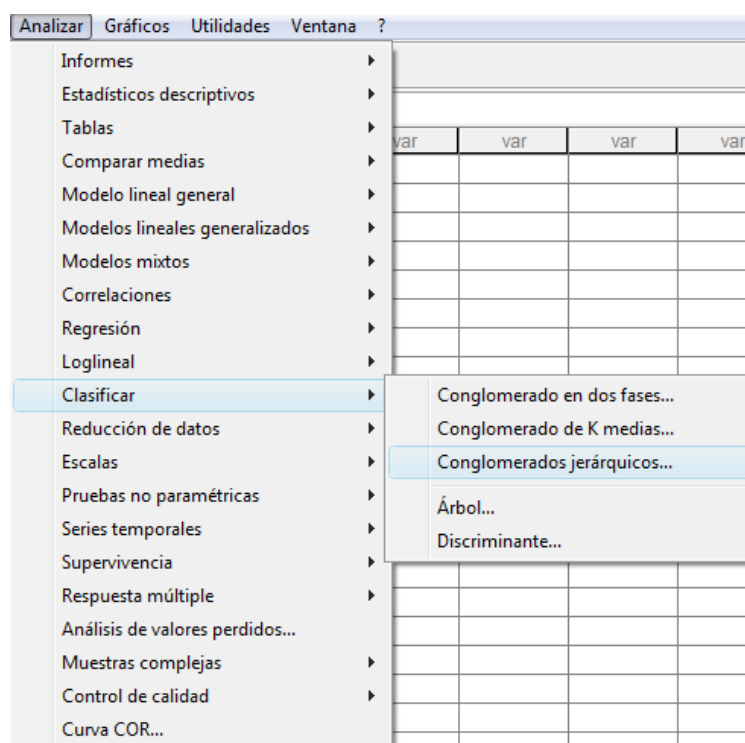 Analizar Gráficos Utilidades Ventana ?
Informes
Estadísticos descriptivos
Tablas
var var var var
Comparar medias
Modelo lineal general
Modelos lineales generalizados
Modelos mixtos
Correlaciones
Regresión
Loglineal
Clasificar
Conglomerado en dos fases...
Conglomerado de K medias...
Conglomerados jerárquicos...
Árbol...
Discriminante...
Reducción de datos
Escalas
Pruebas no paramétricas
Series temporales
Supervivencia
Respuesta múltiple
Análisis de valores perdidos...
Muestras complejas
Control de calidad
Curva COR...